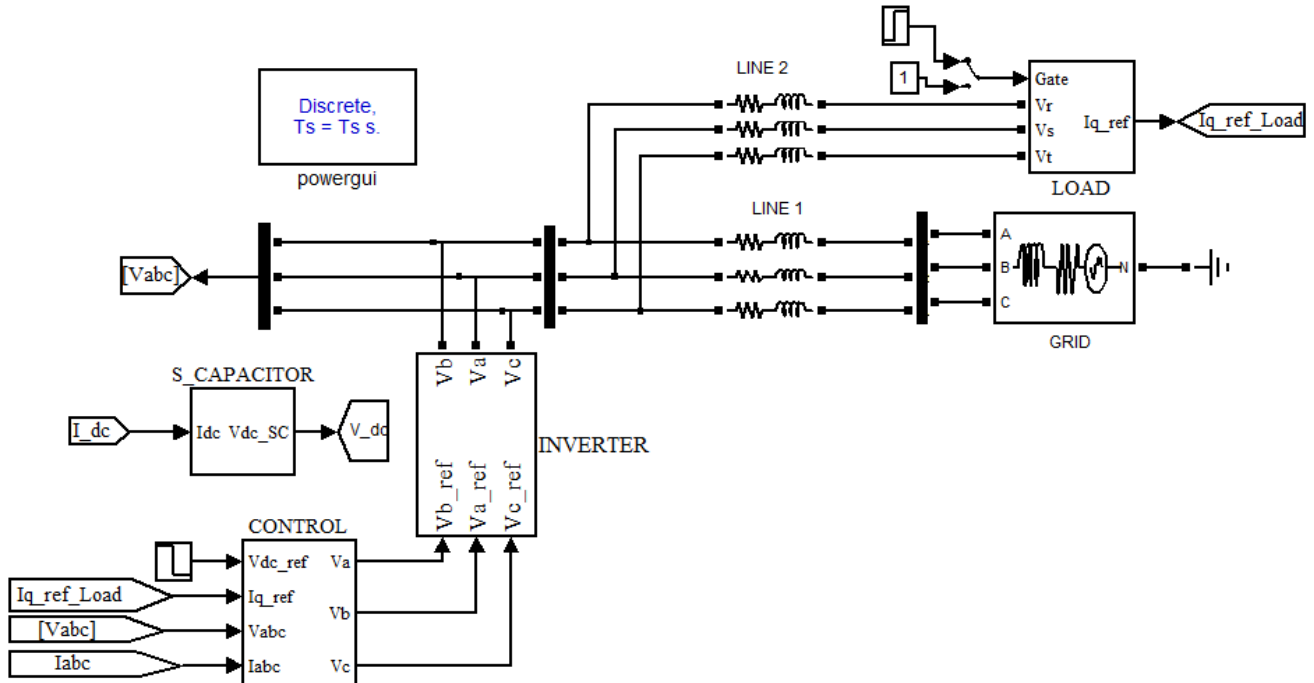 LINE 2
1
Gate
Vr
Vs
Vt
Iq_ref
Iq_ref_Load
LOAD
Discrete,
Ts = Ts s.
powergui
LINE 1
[Vabc]
A
B
C
N
GRID
Vb
Va
Vc
S_CAPACITOR
I_dc
Idc Vdc_SC
V_dc
INVERTER
Vb_ref
Va_ref
Vc_ref
CONTROL
Vdc_ref
Va
Iq_ref_Load
Iq_ref
Vb
[Vabc]
Vabc
Iabc
Iabc
Vc